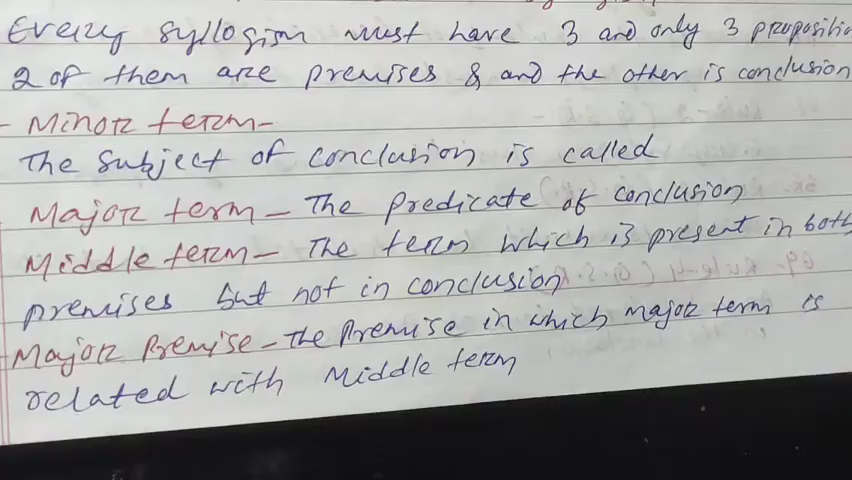 Every syllogism must have 3 and only 3 propositio
2 of them are premises & and the other is conclusion
- Minor term-
The subject of conclusion is called
Major term - The predicate of conclusion
Middle term - The term which is present in both
premises but not in conclusion
Major Premise - the Premise in which major term is
related with Middle term